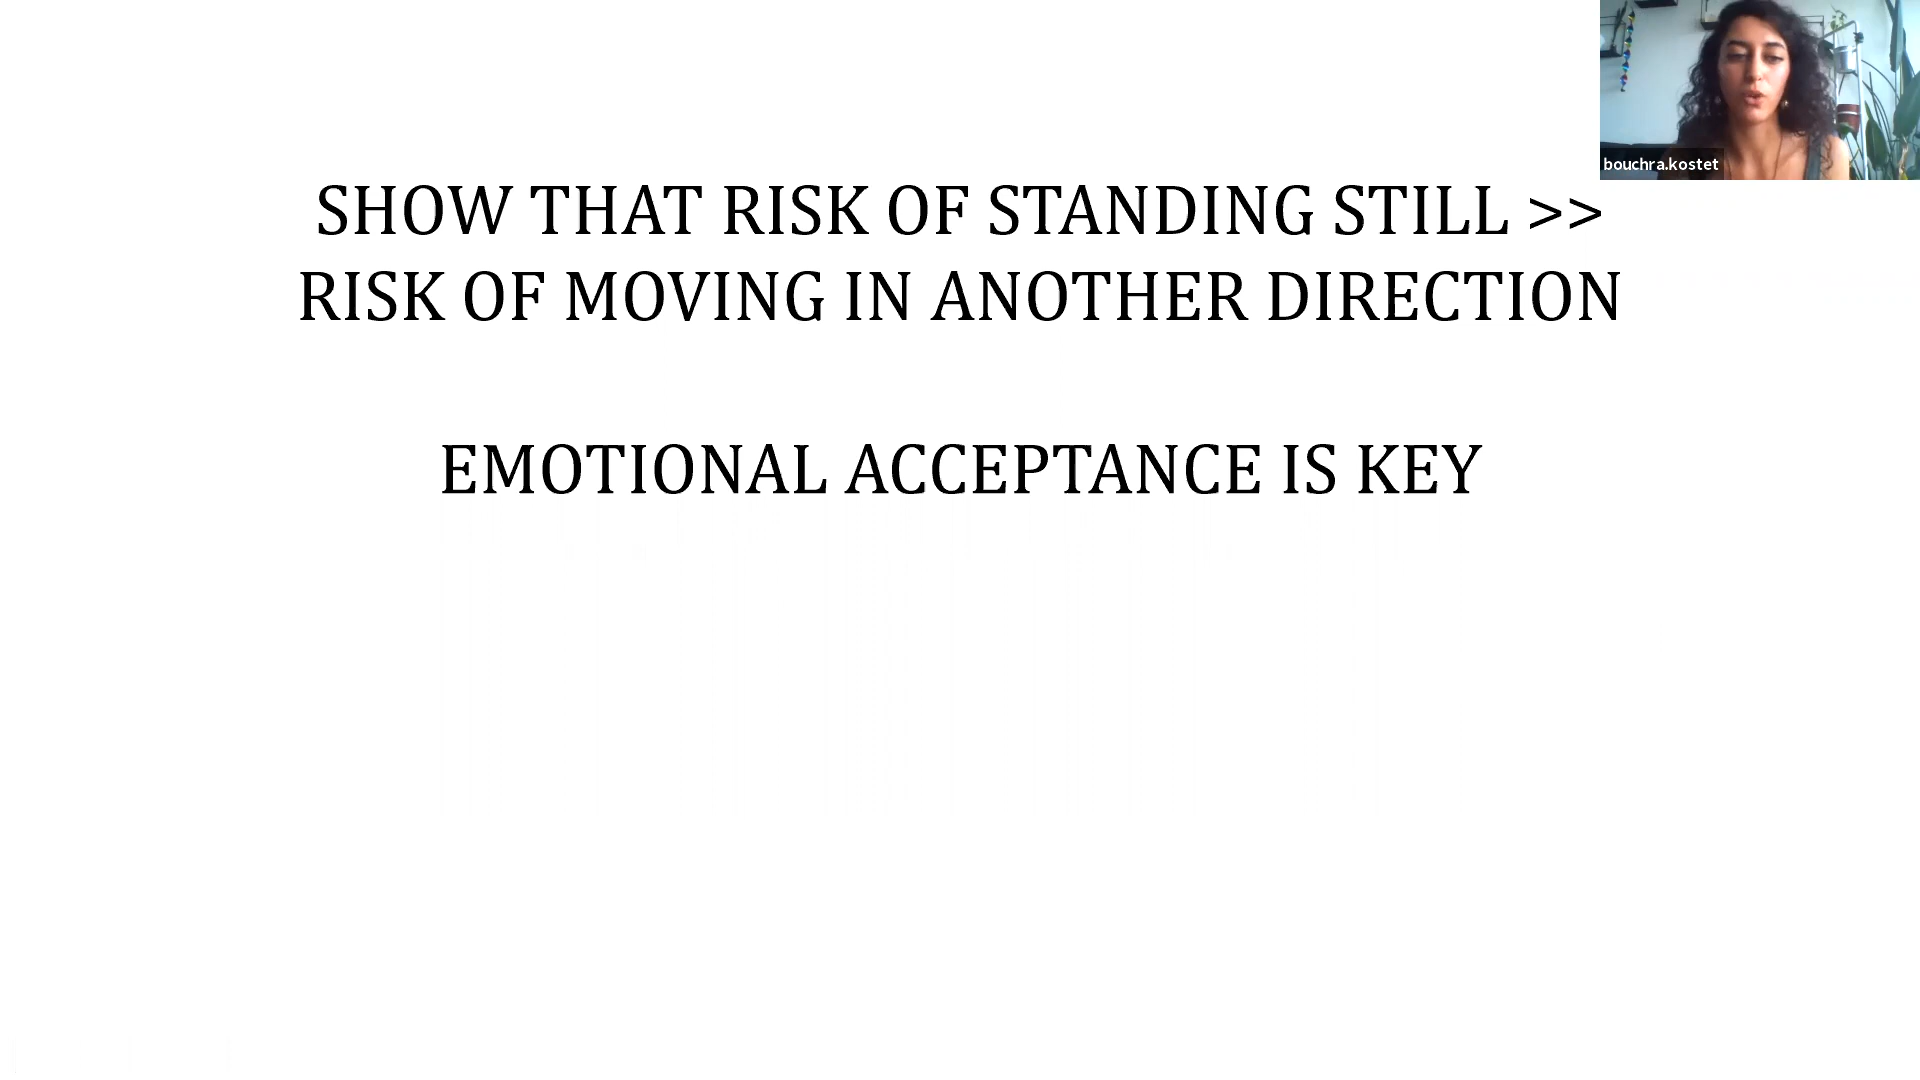 bouchra.kostet
SHOW THAT RISK OF STANDING STILL >>
RISK OF MOVING IN ANOTHER DIRECTION
EMOTIONAL ACCEPTANCE IS KEY